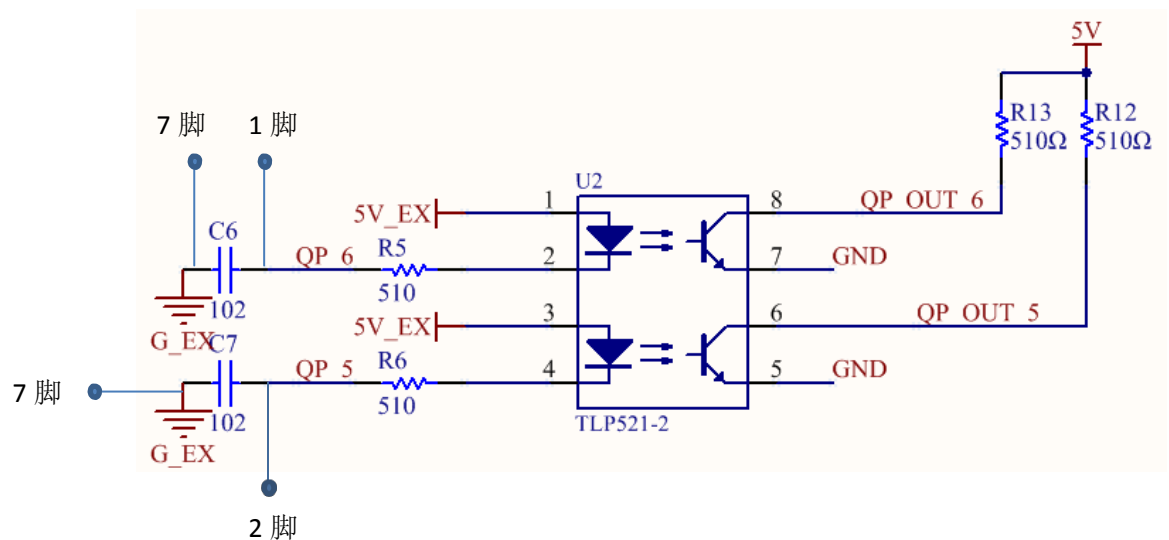 5V
7 脚
1 脚
R13
510Ω
R12
510Ω
U2
5V_EX
1
8
QP_OUT_6
C6
QP_6
R5
2
7
GND
102
510
G_EX
5V_EX
3
6
QP_OUT_5
C7
QP_5
R6
4
5
GND
7 脚
102
510
TLP521-2
G_EX
2 脚